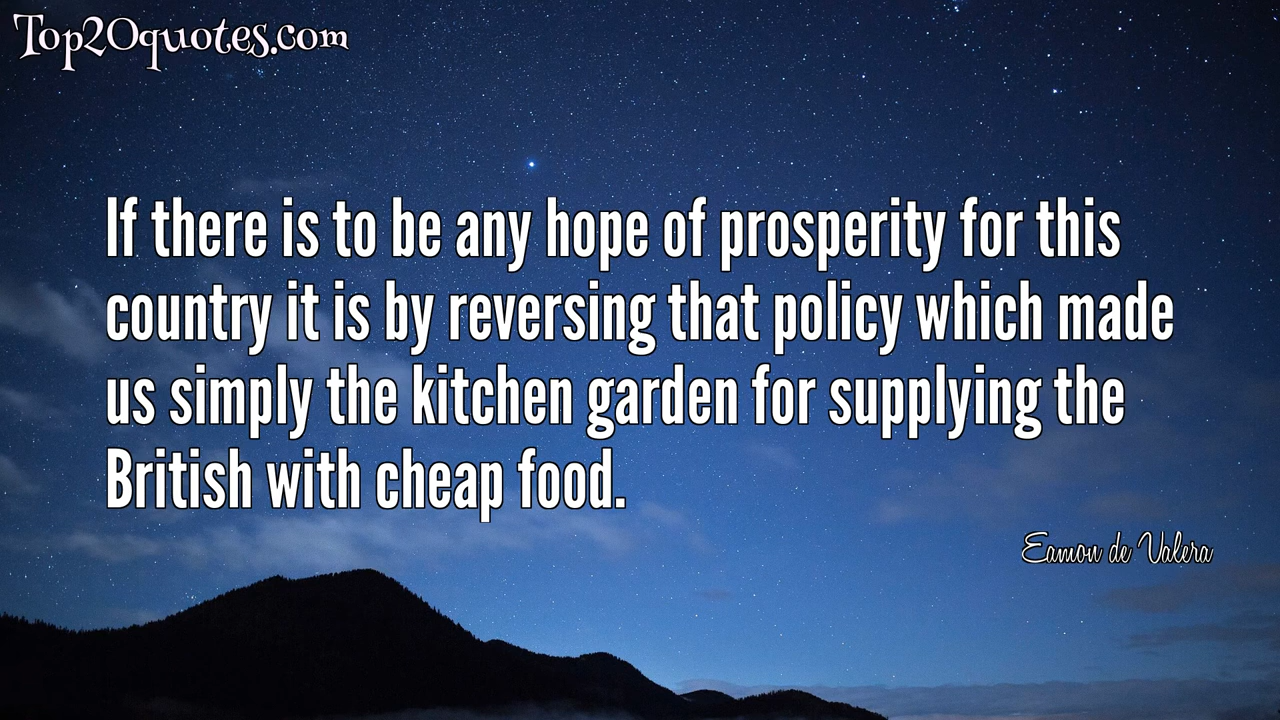 Top20quotes.com
If there is to be any hope of prosperity for this
country it is by reversing that policy which made
us simply the kitchen garden for supplying the
British with cheap food.
Eamon de Valera